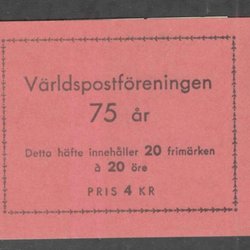 Världspostföreningen
75 år
Detta häfte innehåller 20 frimärken
à 20 öre
PRIS 4 KR